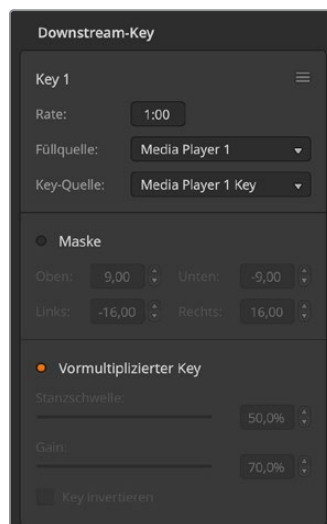 Downstream-Key
Key 1
Rate: 1:00
Füllquelle: Media Player 1
Key-Quelle: Media Player 1 Key
Maske
Oben: 9,00 Unten: -9,00
Links: -16,00 Rechts: 16,00
Vormultiplizierter Key
Stanzschwelle:
50,0%
Gain:
70,0%
Key Invertieren